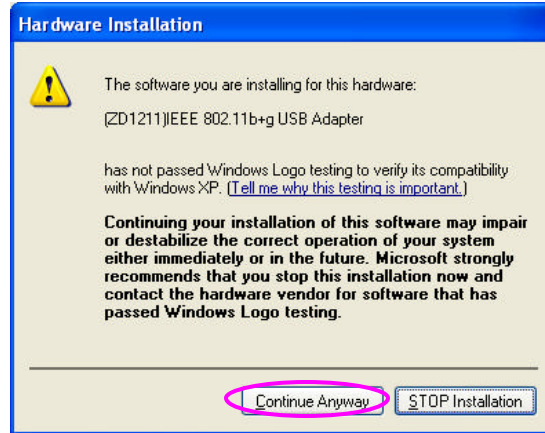 Hardware Installation
The software you are installing for this hardware:
(ZD1211)IEEE 802.11b+g USB Adapter
has not passed Windows Logo testing to verify its compatibility
with Windows XP. (Tell me why this testing is important.)
Continuing your installation of this software may impair
or destabilize the correct operation of your system
either immediately or in the future. Microsoft strongly
recommends that you stop this installation now and
contact the hardware vendor for software that has
passed Windows Logo testing.
Continue Anyway
STOP Installation